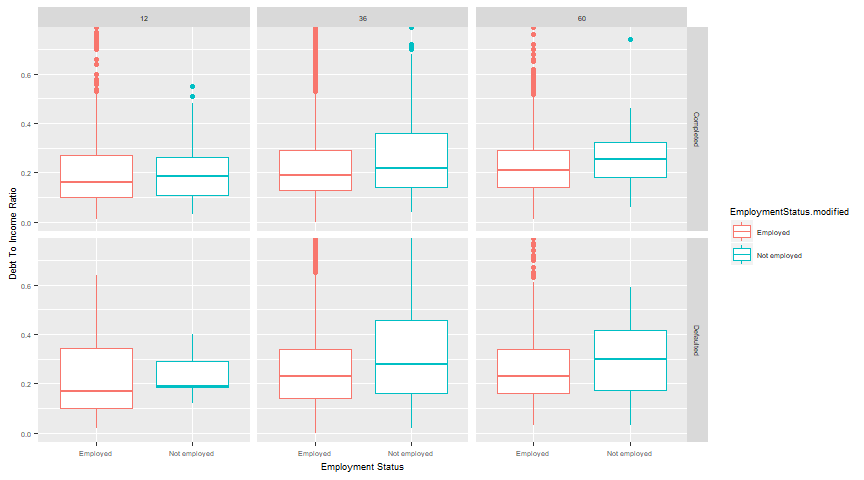 12 36 60
0.6
0.4
0.2
0.0
Completed
0.6
0.4
0.2
0.0
Defaulted
Debt To Income Ratio
Employed Not employed Employed Not employed Employed Not employed
Employment Status
EmploymentStatus.modified
Employed
Not employed